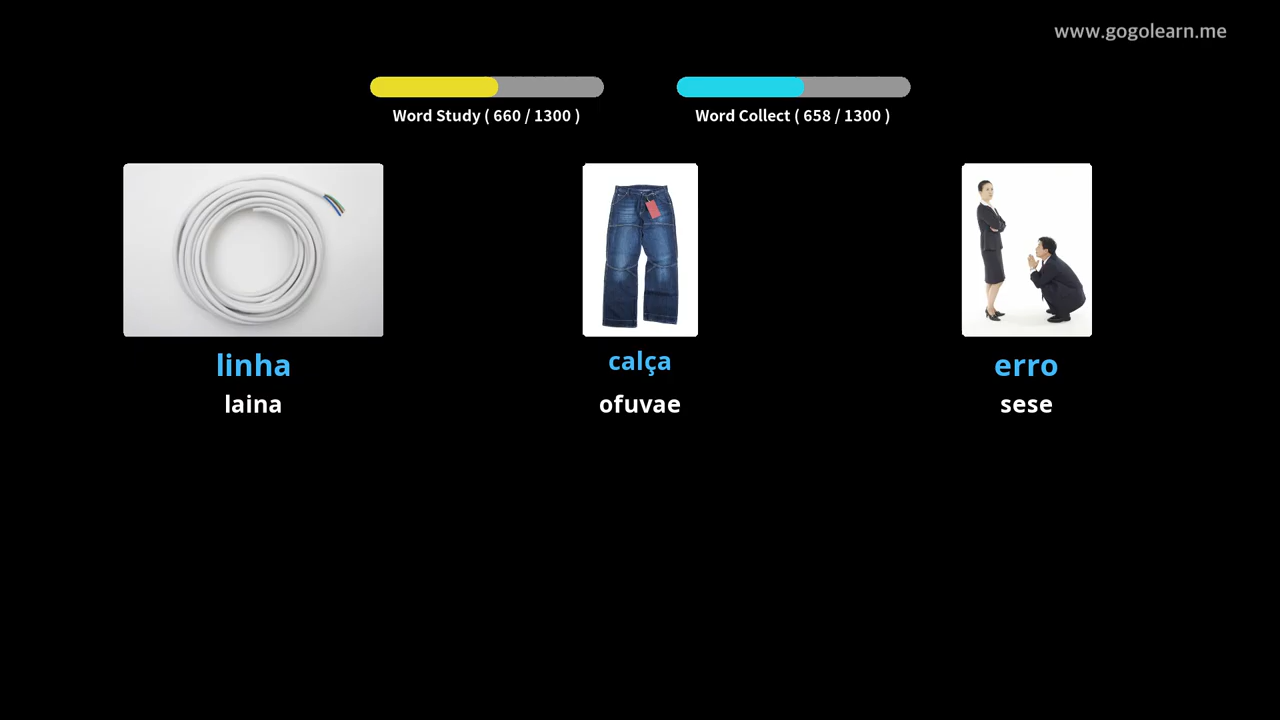 www.gogolearn.me
Word Study ( 660 / 1300 )
Word Collect ( 658 / 1300 )
linha
laina
calça
ofuvae
erro
sese